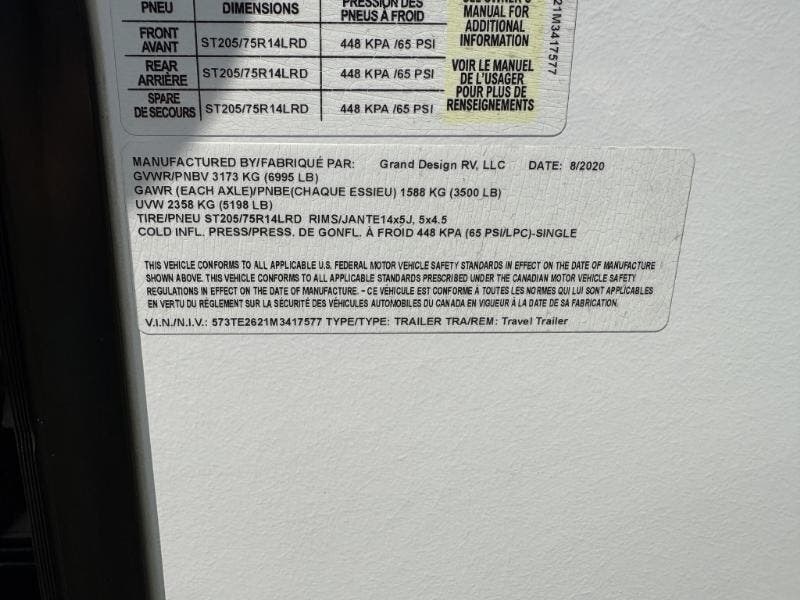 PNEU DIMENSIONS PRESSION DES PNEUS À FROID
FRONT AVANT ST205/75R14LRD 448 KPA /65 PSI
REAR ARRIÈRE ST205/75R14LRD 448 KPA /65 PSI
SPARE DE SECOURS ST205/75R14LRD 448 KPA /65 PSI
SEE OWNER'S
MANUAL FOR
ADDITIONAL
INFORMATION
VOIR LE MANUEL
DE L'USAGER
POUR PLUS DE
RENSEIGNEMENTS
21M3417577
MANUFACTURED BY/FABRIQUÉ PAR: Grand Design RV, LLC DATE: 8/2020
GVWR/PNBV 3173 KG (6995 LB)
GAWR (EACH AXLE)/PNBE(CHAQUE ESSIEU) 1588 KG (3500 LB)
UVW 2358 KG (5198 LB)
TIRE/PNEU ST205/75R14LRD RIMS/JANTE14x5J, 5x4.5
COLD INFL. PRESS/PRESS. DE GONFL. À FROID 448 KPA (65 PSI/LPC)-SINGLE
THIS VEHICLE CONFORMS TO ALL APPLICABLE U.S. FEDERAL MOTOR VEHICLE SAFETY STANDARDS IN EFFECT ON THE DATE OF MANUFACTURE
SHOWN ABOVE. THIS VEHICLE CONFORMS TO ALL APPLICABLE STANDARDS PRESCRIBED UNDER THE CANADIAN MOTOR VEHICLE SAFETY
REGULATIONS IN EFFECT ON THE DATE OF MANUFACTURE. - CE VÉHICULE EST CONFORME À TOUTES LES NORMES QUI LUI SONT APPLICABLES
EN VERTU DU RÉGLEMENT SUR LA SÉCURITÉ DES VÉHICULES AUTOMOBILES DU CANADA EN VIGUEUR À LA DATE DE SA FABRICATION.
V.I.N./N.I.V.: 573TE2621M3417577 TYPE/TYPE: TRAILER TRA/REM: Travel Trailer